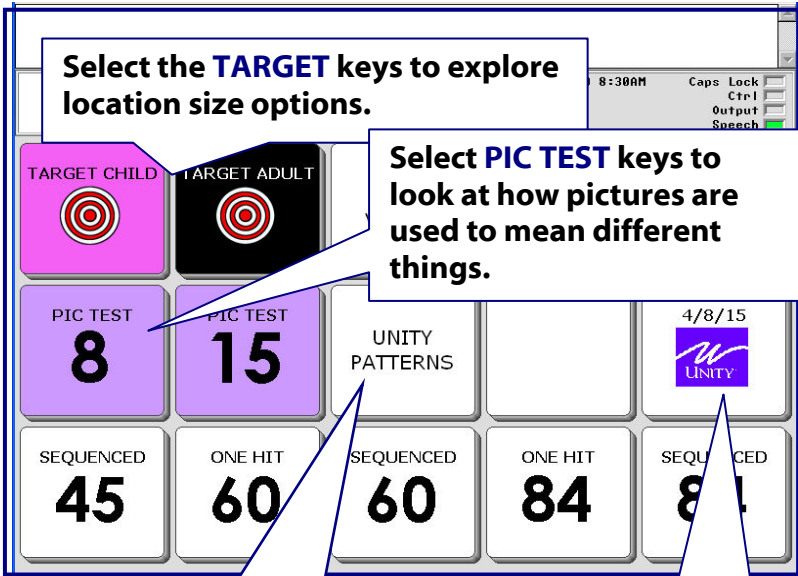 Select the TARGET keys to explore
location size options.
8:30AM
Caps Lock
Ctrl
Output
Speech
Select PIC TEST keys to
look at how pictures are
used to mean different
things.
TARGET CHILD
TARGET ADULT
PIC TEST
8
PIC TEST
15
UNITY
PATTERNS
4/8/15
UNITY
SEQUENCED
45
ONE HIT
60
SEQUENCED
60
ONE HIT
84
SEQUENCED
84